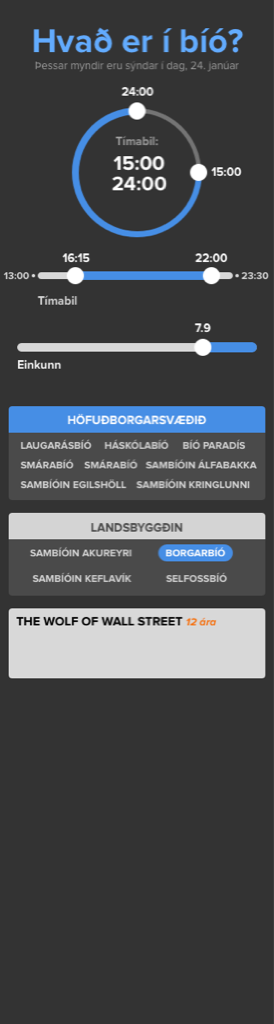 Hvað er í bíó?
Þessar myndir eru sýndar í dag, 24. janúar
24:00
Tímabil:
15:00
24:00
15:00
16:15 22:00
13:00 23:30
Tímabil
7.9
Einkunn
HÖFUÐBORGARSVÆÐIÐ
LAUGARÁSBÍÓ HÁSKÓLABÍÓ BÍÓ PARADÍS
SMÁRABÍÓ SMÁRABÍÓ SAMBÍÓIN ÁLFABAKKA
SAMBÍÓIN EGILSHÖLL SAMBÍÓIN KRINGLUNNI
LANDSBYGGÐIN
SAMBÍÓIN AKUREYRI BORGARBÍÓ
SAMBÍÓIN KEFLAVÍK SELFOSSBÍÓ
THE WOLF OF WALL STREET 12 ára